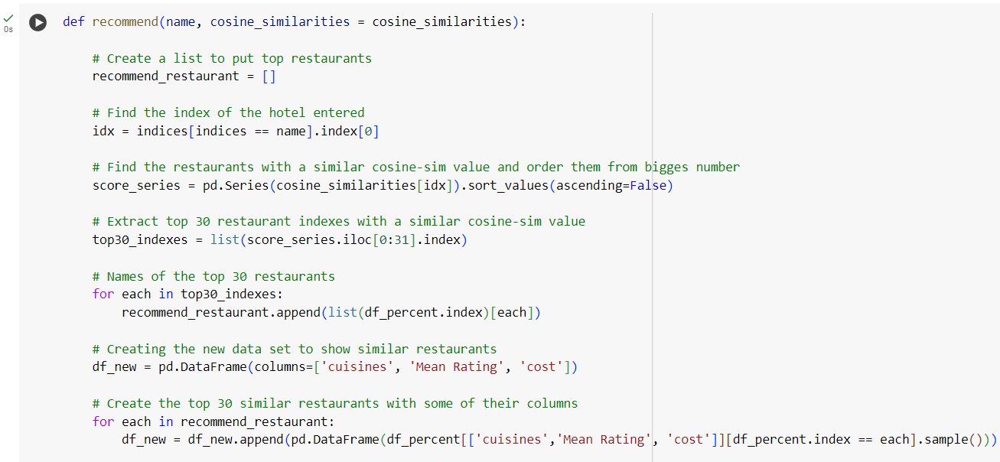 def recommend(name, cosine_similarities = cosine_similarities):
0s
# Create a list to put top restaurants
recommend_restaurant = []
# Find the index of the hotel entered
idx = indices[indices == name].index[0]
# Find the restaurants with a similar cosine-sim value and order them from bigges number
score_series = pd.Series(cosine_similarities[idx]).sort_values(ascending=False)
# Extract top 30 restaurant indexes with a similar cosine-sim value
top30_indexes = list(score_series.iloc[0:31].index)
# Names of the top 30 restaurants
for each in top30_indexes:
recommend_restaurant.append(list(df_percent.index)[each])
# Creating the new data set to show similar restaurants
df_new = pd.DataFrame(columns=['cuisines', 'Mean Rating', 'cost'])
# Create the top 30 similar restaurants with some of their columns
for each in recommend_restaurant:
df_new = df_new.append(pd.DataFrame(df_percent[['cuisines','Mean Rating', 'cost']][df_percent.index == each].sample()))